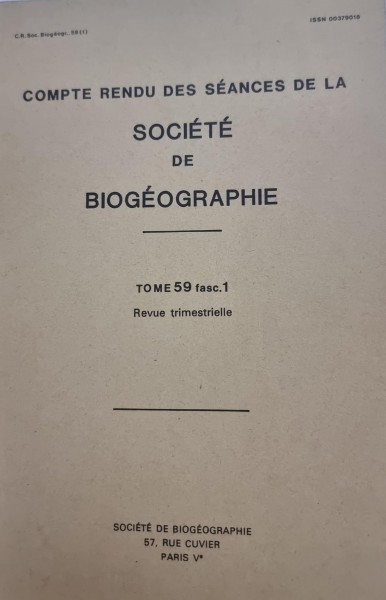 ISSN 00379018
C.R. Soc. Biogéogr. 59 (1)
COMPTE RENDU DES SÉANCES DE LA
SOCIÉTÉ
DE
BIOGÉOGRAPHIE
TOME 59 fasc.1
Revue trimestrielle
SOCIÉTÉ DE BIOGÉOGRAPHIE
57, RUE CUVIER
PARIS Ve